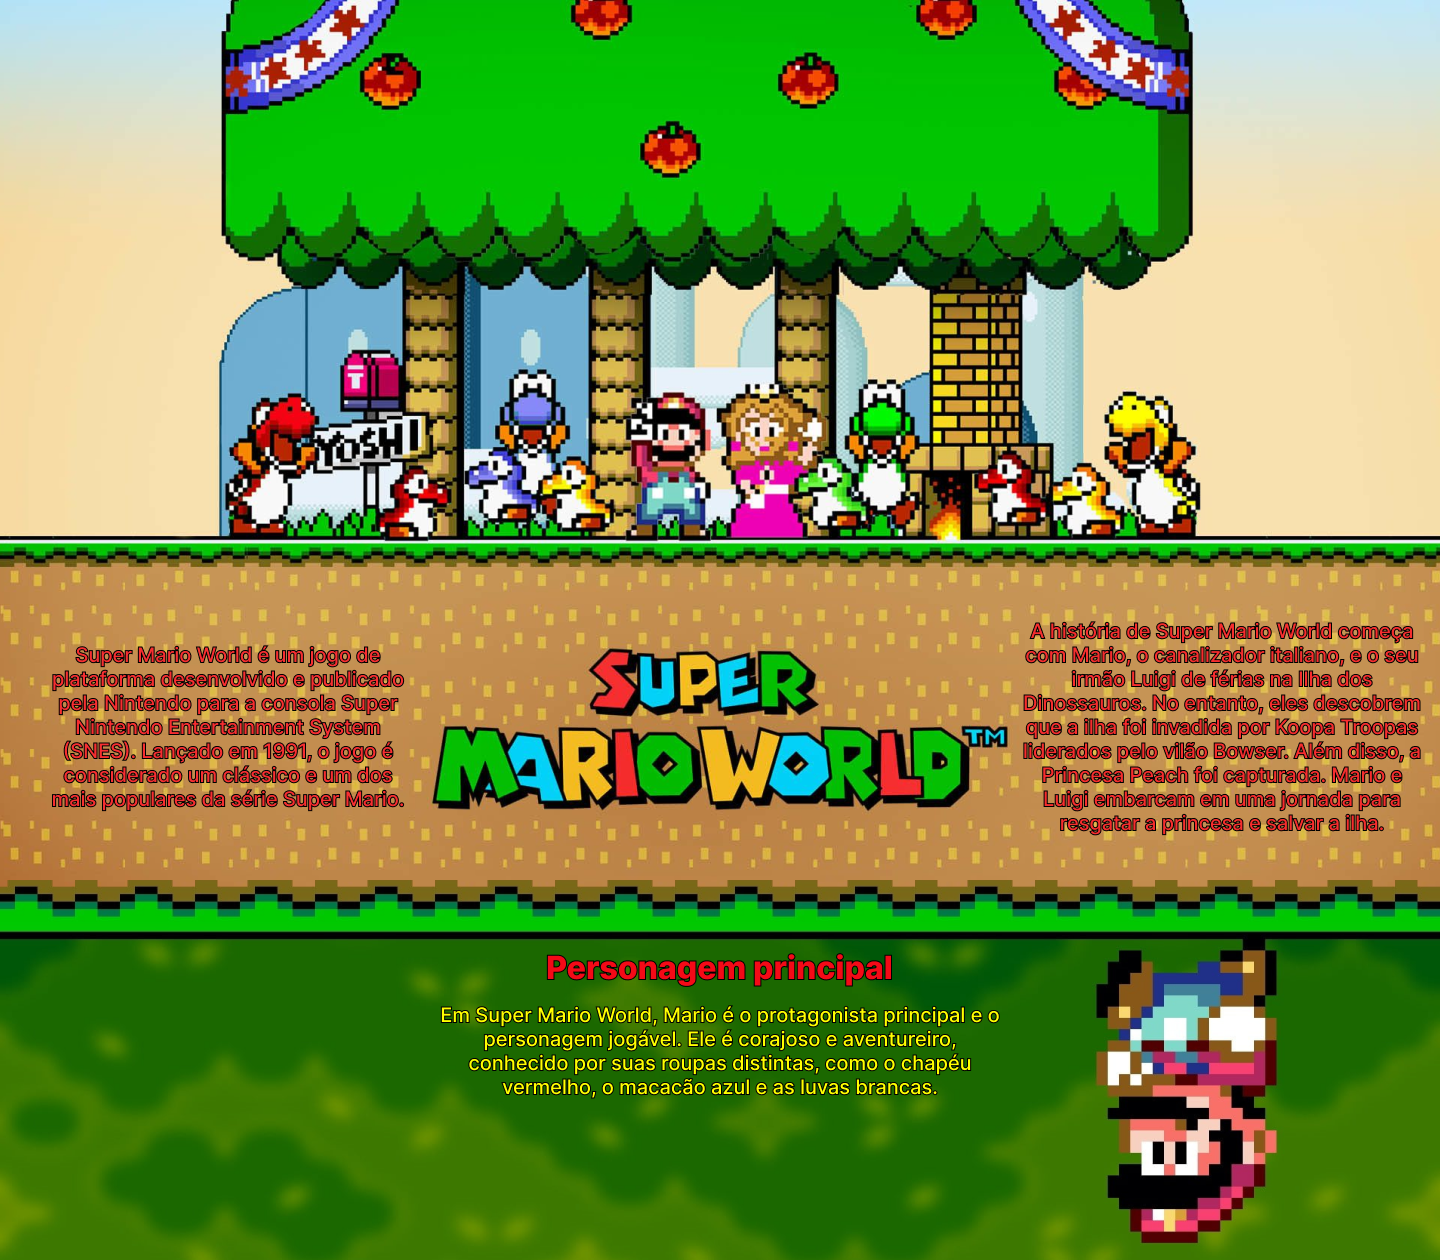 YOSHI
Super Mario World é um jogo de
plataforma desenvolvido e publicado
pela Nintendo para a consola Super
Nintendo Entertainment System
(SNES). Lançado em 1991, o jogo é
considerado um clássico e um dos
mais populares da série Super Mario.
SUPER
MARIO WORLD™
A história de Super Mario World começa
com Mario, o canalizador italiano, e o seu
irmão Luigi de férias na Ilha dos
Dinossauros. No entanto, eles descobrem
que a ilha foi invadida por Koopa Troopas
liderados pelo vilão Bowser. Além disso, a
Princesa Peach foi capturada. Mario e
Luigi embarcam em uma jornada para
resgatar a princesa e salvar a ilha.
Personagem principal
Em Super Mario World, Mario é o protagonista principal e o
personagem jogável. Ele é corajoso e aventureiro,
conhecido por suas roupas distintas, como o chapéu
vermelho, o macacão azul e as luvas brancas.